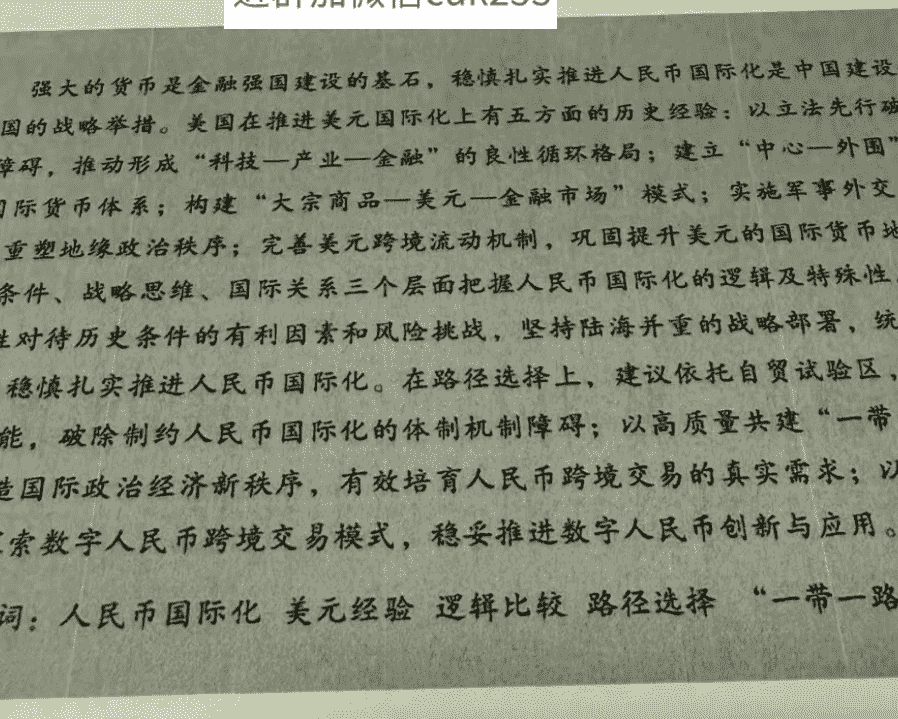 强大的货币是金融强国建设的基石，稳慎扎实推进人民币国际化是中国建设
国的战略举措。美国在推进美元国际化上有五方面的历史经验：以立法先行破
障碍，推动形成“科技—产业—金融”的良性循环格局；建立“中心—外围”
国际货币体系；构建“大宗商品—美元—金融市场”模式；实施军事外交
重塑地缘政治秩序；完善美元跨境流动机制，巩固提升美元的国际货币地
条件、战略思维、国际关系三个层面把握人民币国际化的逻辑及特殊性
性对待历史条件的有利因素和风险挑战，坚持陆海并重的战略部署，统
稳慎扎实推进人民币国际化。在路径选择上，建议依托自贸试验区，
能，破除制约人民币国际化的体制机制障碍；以高质量共建“一带
造国际政治经济新秩序，有效培育人民币跨境交易的真实需求；以
索数字人民币跨境交易模式，稳妥推进数字人民币创新与应用。
词：人民币国际化 美元经验 逻辑比较 路径选择 “一带一路